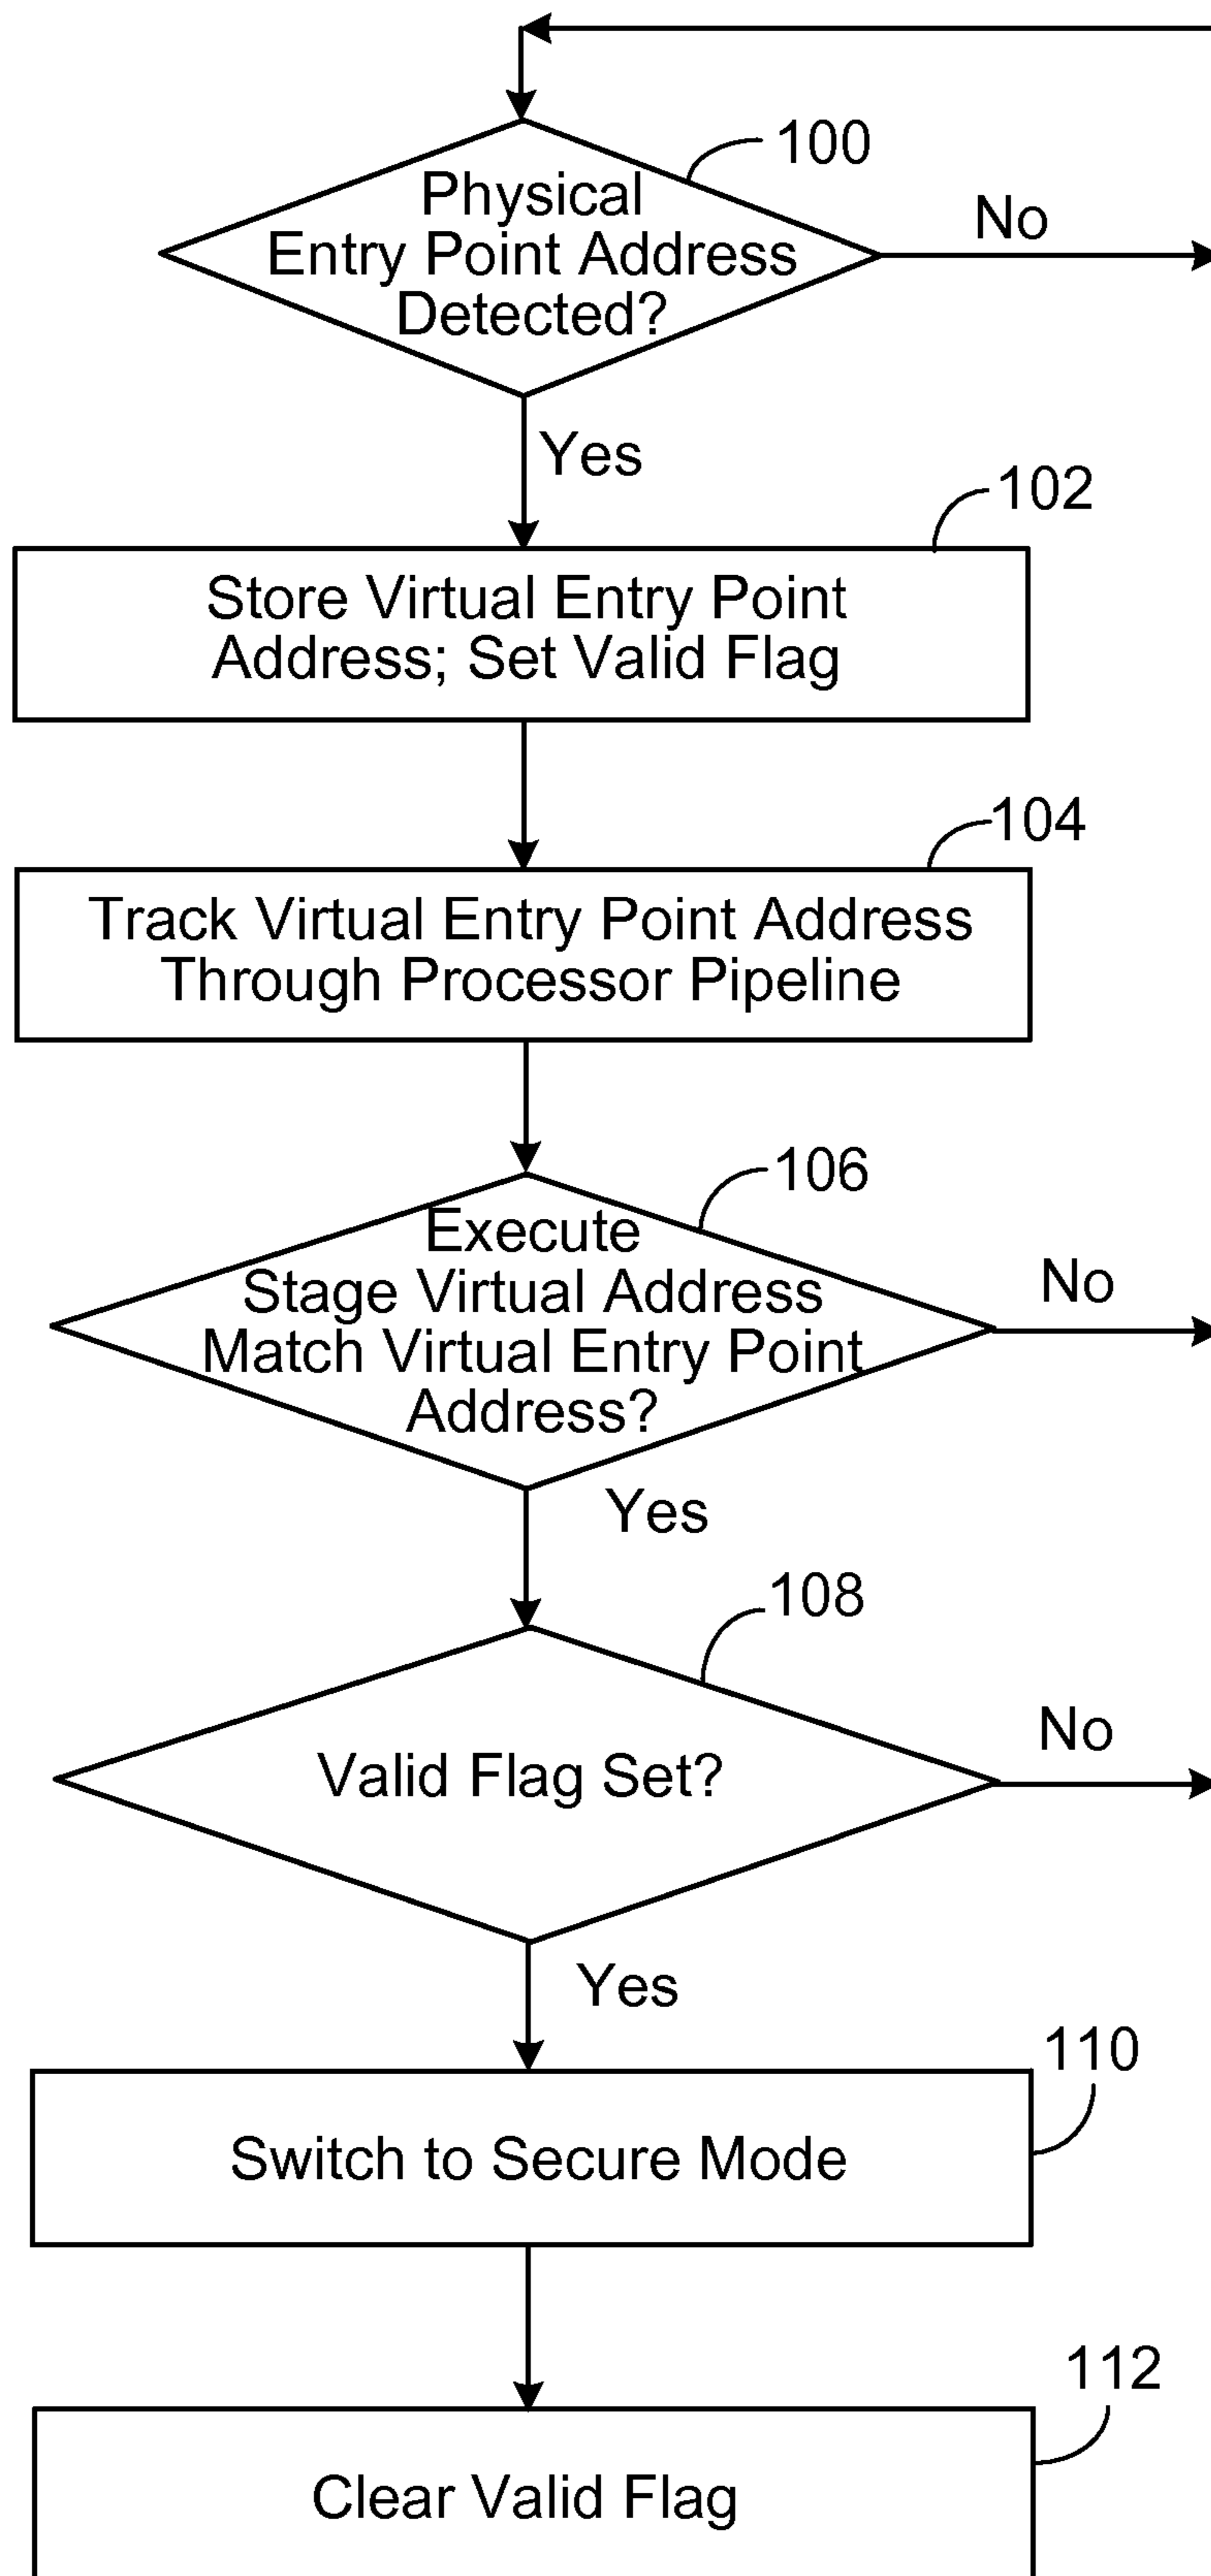 100
Physical
Entry Point Address
Detected?
No
Yes
102
Store Virtual Entry Point
Address; Set Valid Flag
104
Track Virtual Entry Point Address
Through Processor Pipeline
106
Execute
Stage Virtual Address
Match Virtual Entry Point
Address?
No
Yes
108
Valid Flag Set?
No
Yes
110
Switch to Secure Mode
112
Clear Valid Flag